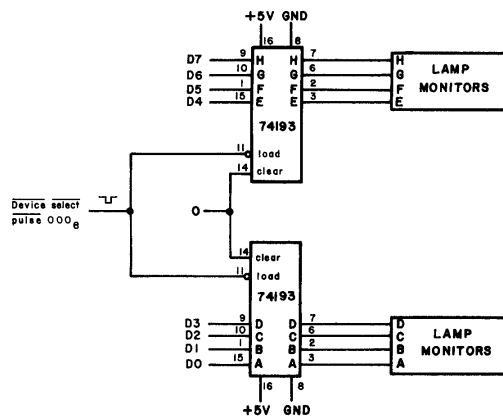 +5V GND
16 8
D7 9 H H 7 H
D6 10 G G 6 G LAMP
D5 1 F F 2 F MONITORS
D4 15 E E 3 E
74193
11 load
14 clear
Device select
pulse 0008
0
14 clear
11 load
74193
D3 9 D D 7 D
D2 10 C C 6 C LAMP
D1 1 B B 2 B MONITORS
D0 15 A A 3 A
16 8
+5V GND